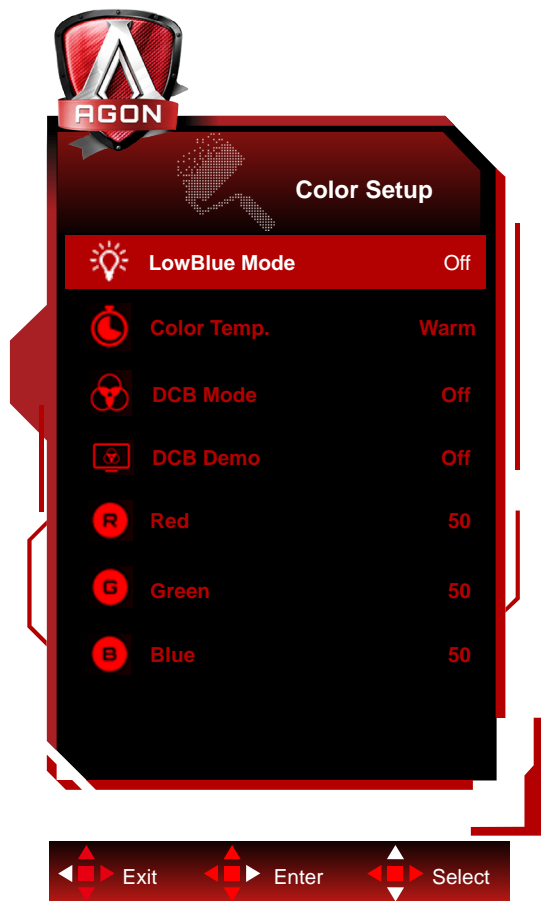 AGON
Color Setup
LowBlue Mode Off
Color Temp. Warm
DCB Mode Off
DCB Demo Off
R Red 50
G Green 50
B Blue 50
Exit Enter Select